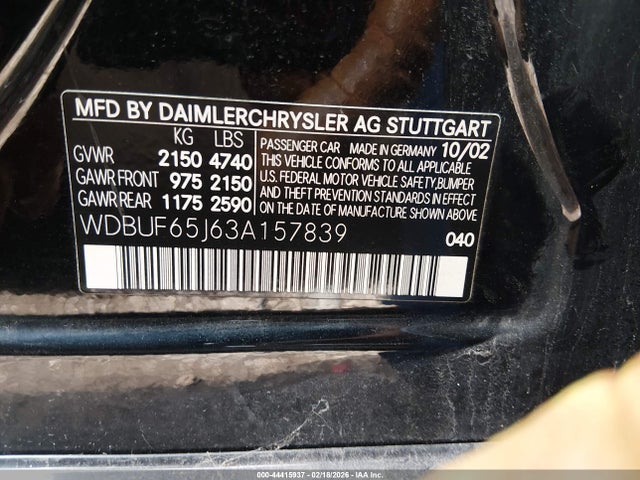 MFD BY DAIMLERCHRYSLER AG STUTTGART
KG LBS
GVWR 2150 4740
GAWR FRONT 975 2150
GAWR REAR 1175 2590
PASSENGER CAR MADE IN GERMANY 10/02
THIS VEHICLE CONFORMS TO ALL APPLICABLE
U.S. FEDERAL MOTOR VEHICLE SAFETY, BUMPER
AND THEFT PREVENTION STANDARDS IN EFFECT
ON THE DATE OF MANUFACTURE SHOWN ABOVE
WDBUF65J63A157839
040
000-44415937 - 02/18/2026 - IAA Inc.